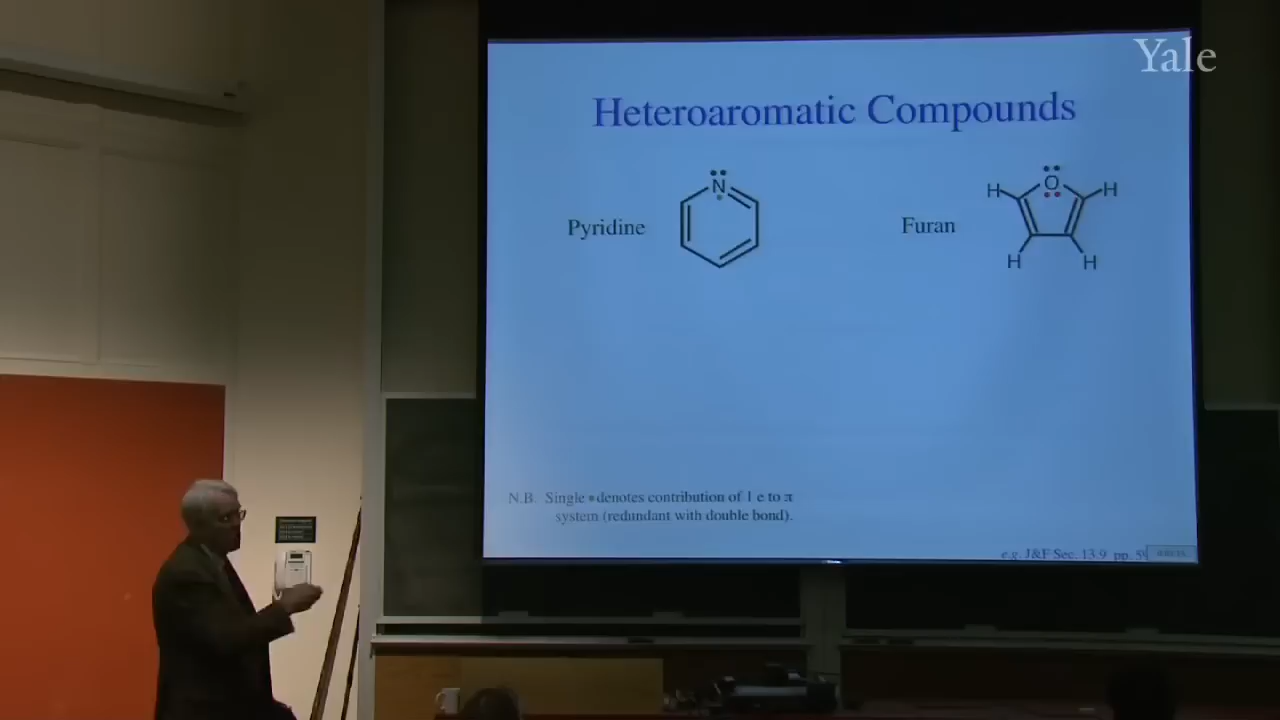 Yale
Heteroaromatic Compounds
Pyridine
N
Furan
H
O
H
H
H
N.B. Single • denotes contribution of 1 e to π
system (redundant with double bond).
e.g. J&F Sec. 13.9 pp.